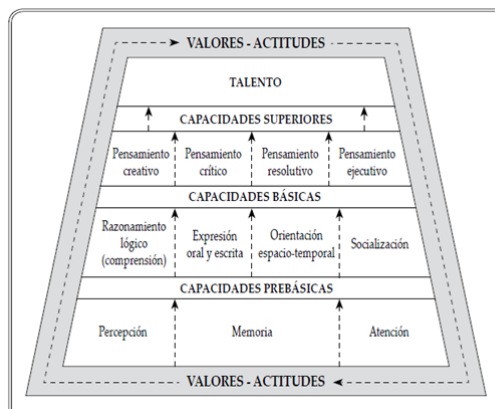 VALORES - ACTITUDES
TALENTO
CAPACIDADES SUPERIORES
Pensamiento creativo
Pensamiento crítico
Pensamiento resolutivo
Pensamiento ejecutivo
CAPACIDADES BÁSICAS
Razonamiento lógico (comprensión)
Expresión oral y escrita
Orientación espacio-temporal
Socialización
CAPACIDADES PREBÁSICAS
Percepción
Memoria
Atención
VALORES - ACTITUDES